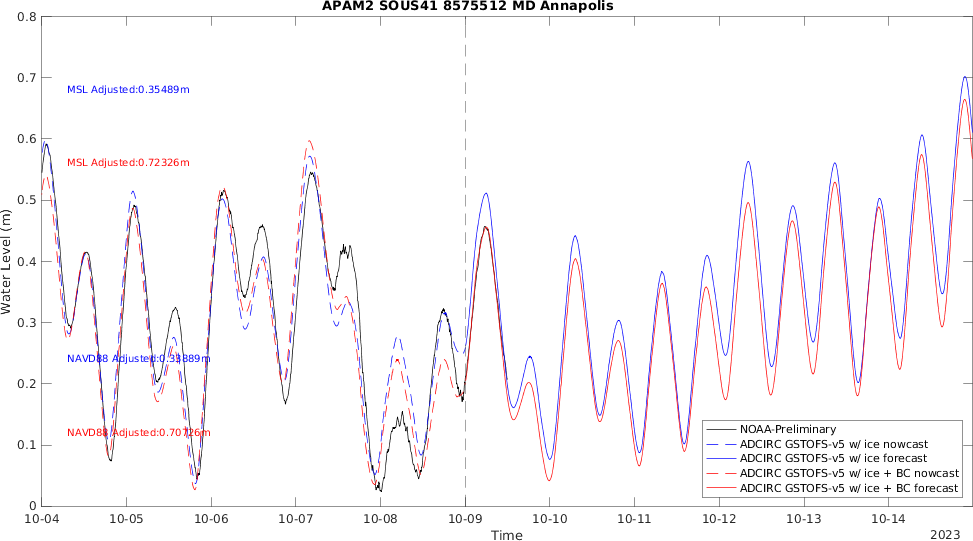 APAM2 SOUS41 8575512 MD Annapolis
0.8
0.7
0.6
0.5
0.4
0.3
0.2
0.1
0
Water Level (m)
MSL Adjusted:0.35489m
MSL Adjusted:0.72326m
NAVD88 Adjusted:0.33889m
NAVD88 Adjusted:0.70726m
NOAA-Preliminary
ADCIRC GSTOFS-v5 w/ ice nowcast
ADCIRC GSTOFS-v5 w/ ice forecast
ADCIRC GSTOFS-v5 w/ ice + BC nowcast
ADCIRC GSTOFS-v5 w/ ice + BC forecast
10-04 10-05 10-06 10-07 10-08 10-09 10-10 10-11 10-12 10-13 10-14
Time
2023